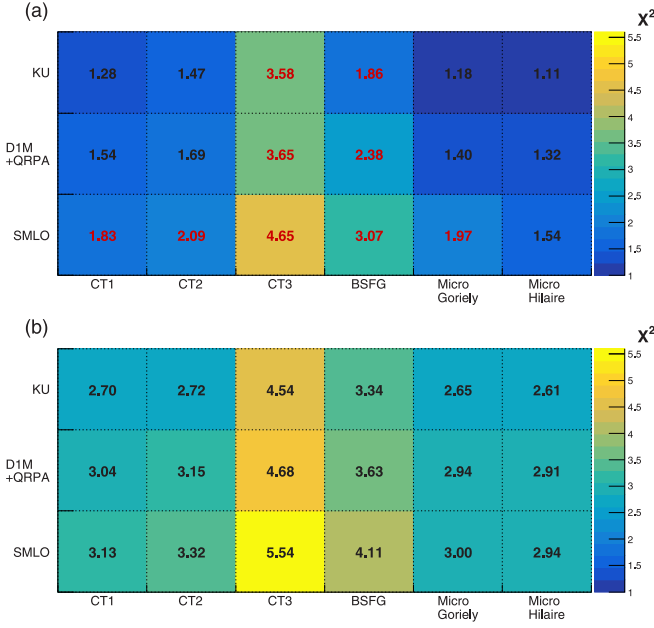 (a)
χ²
KU 1.28 1.47 3.58 1.86 1.18 1.11
D1M
+QRPA 1.54 1.69 3.65 2.38 1.40 1.32
SMLO 1.83 2.09 4.65 3.07 1.97 1.54
CT1 CT2 CT3 BSFG Micro Goriely Micro Hilaire
5.5
5
4.5
4
3.5
3
2.5
2
1.5
1
(b)
χ²
KU 2.70 2.72 4.54 3.34 2.65 2.61
D1M
+QRPA 3.04 3.15 4.68 3.63 2.94 2.91
SMLO 3.13 3.32 5.54 4.11 3.00 2.94
CT1 CT2 CT3 BSFG Micro Goriely Micro Hilaire
5.5
5
4.5
4
3.5
3
2.5
2
1.5
1